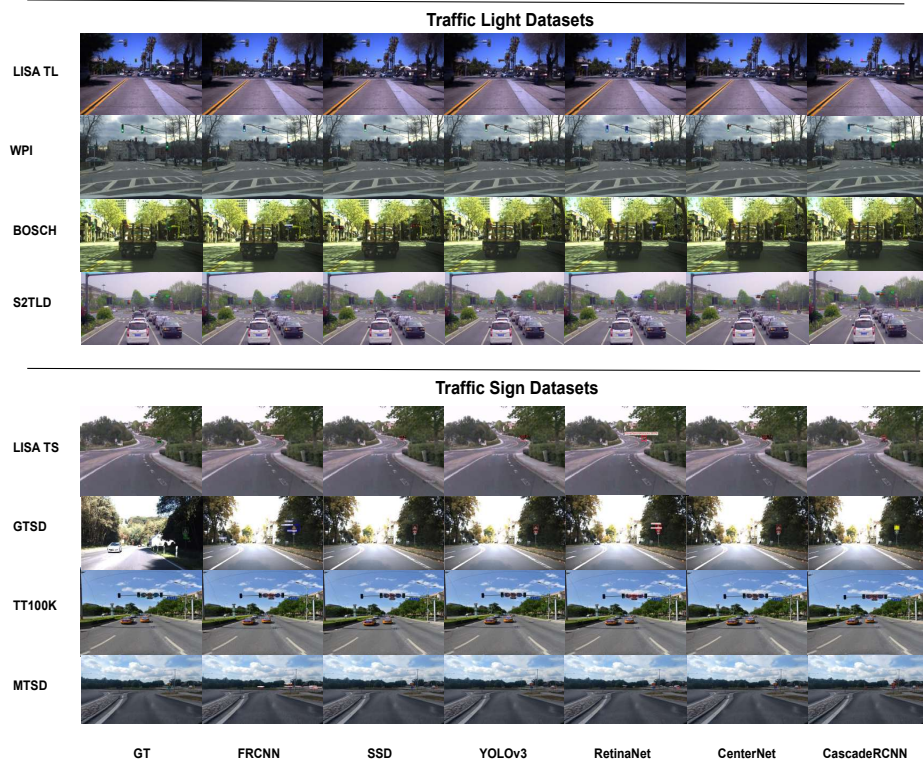 Traffic Light Datasets
LISA TL
WPI
BOSCH
S2TLD
Traffic Sign Datasets
LISA TS
GTSD
TT100K
MTSD
GT FRCNN SSD YOLOv3 RetinaNet CenterNet CascadeRCNN